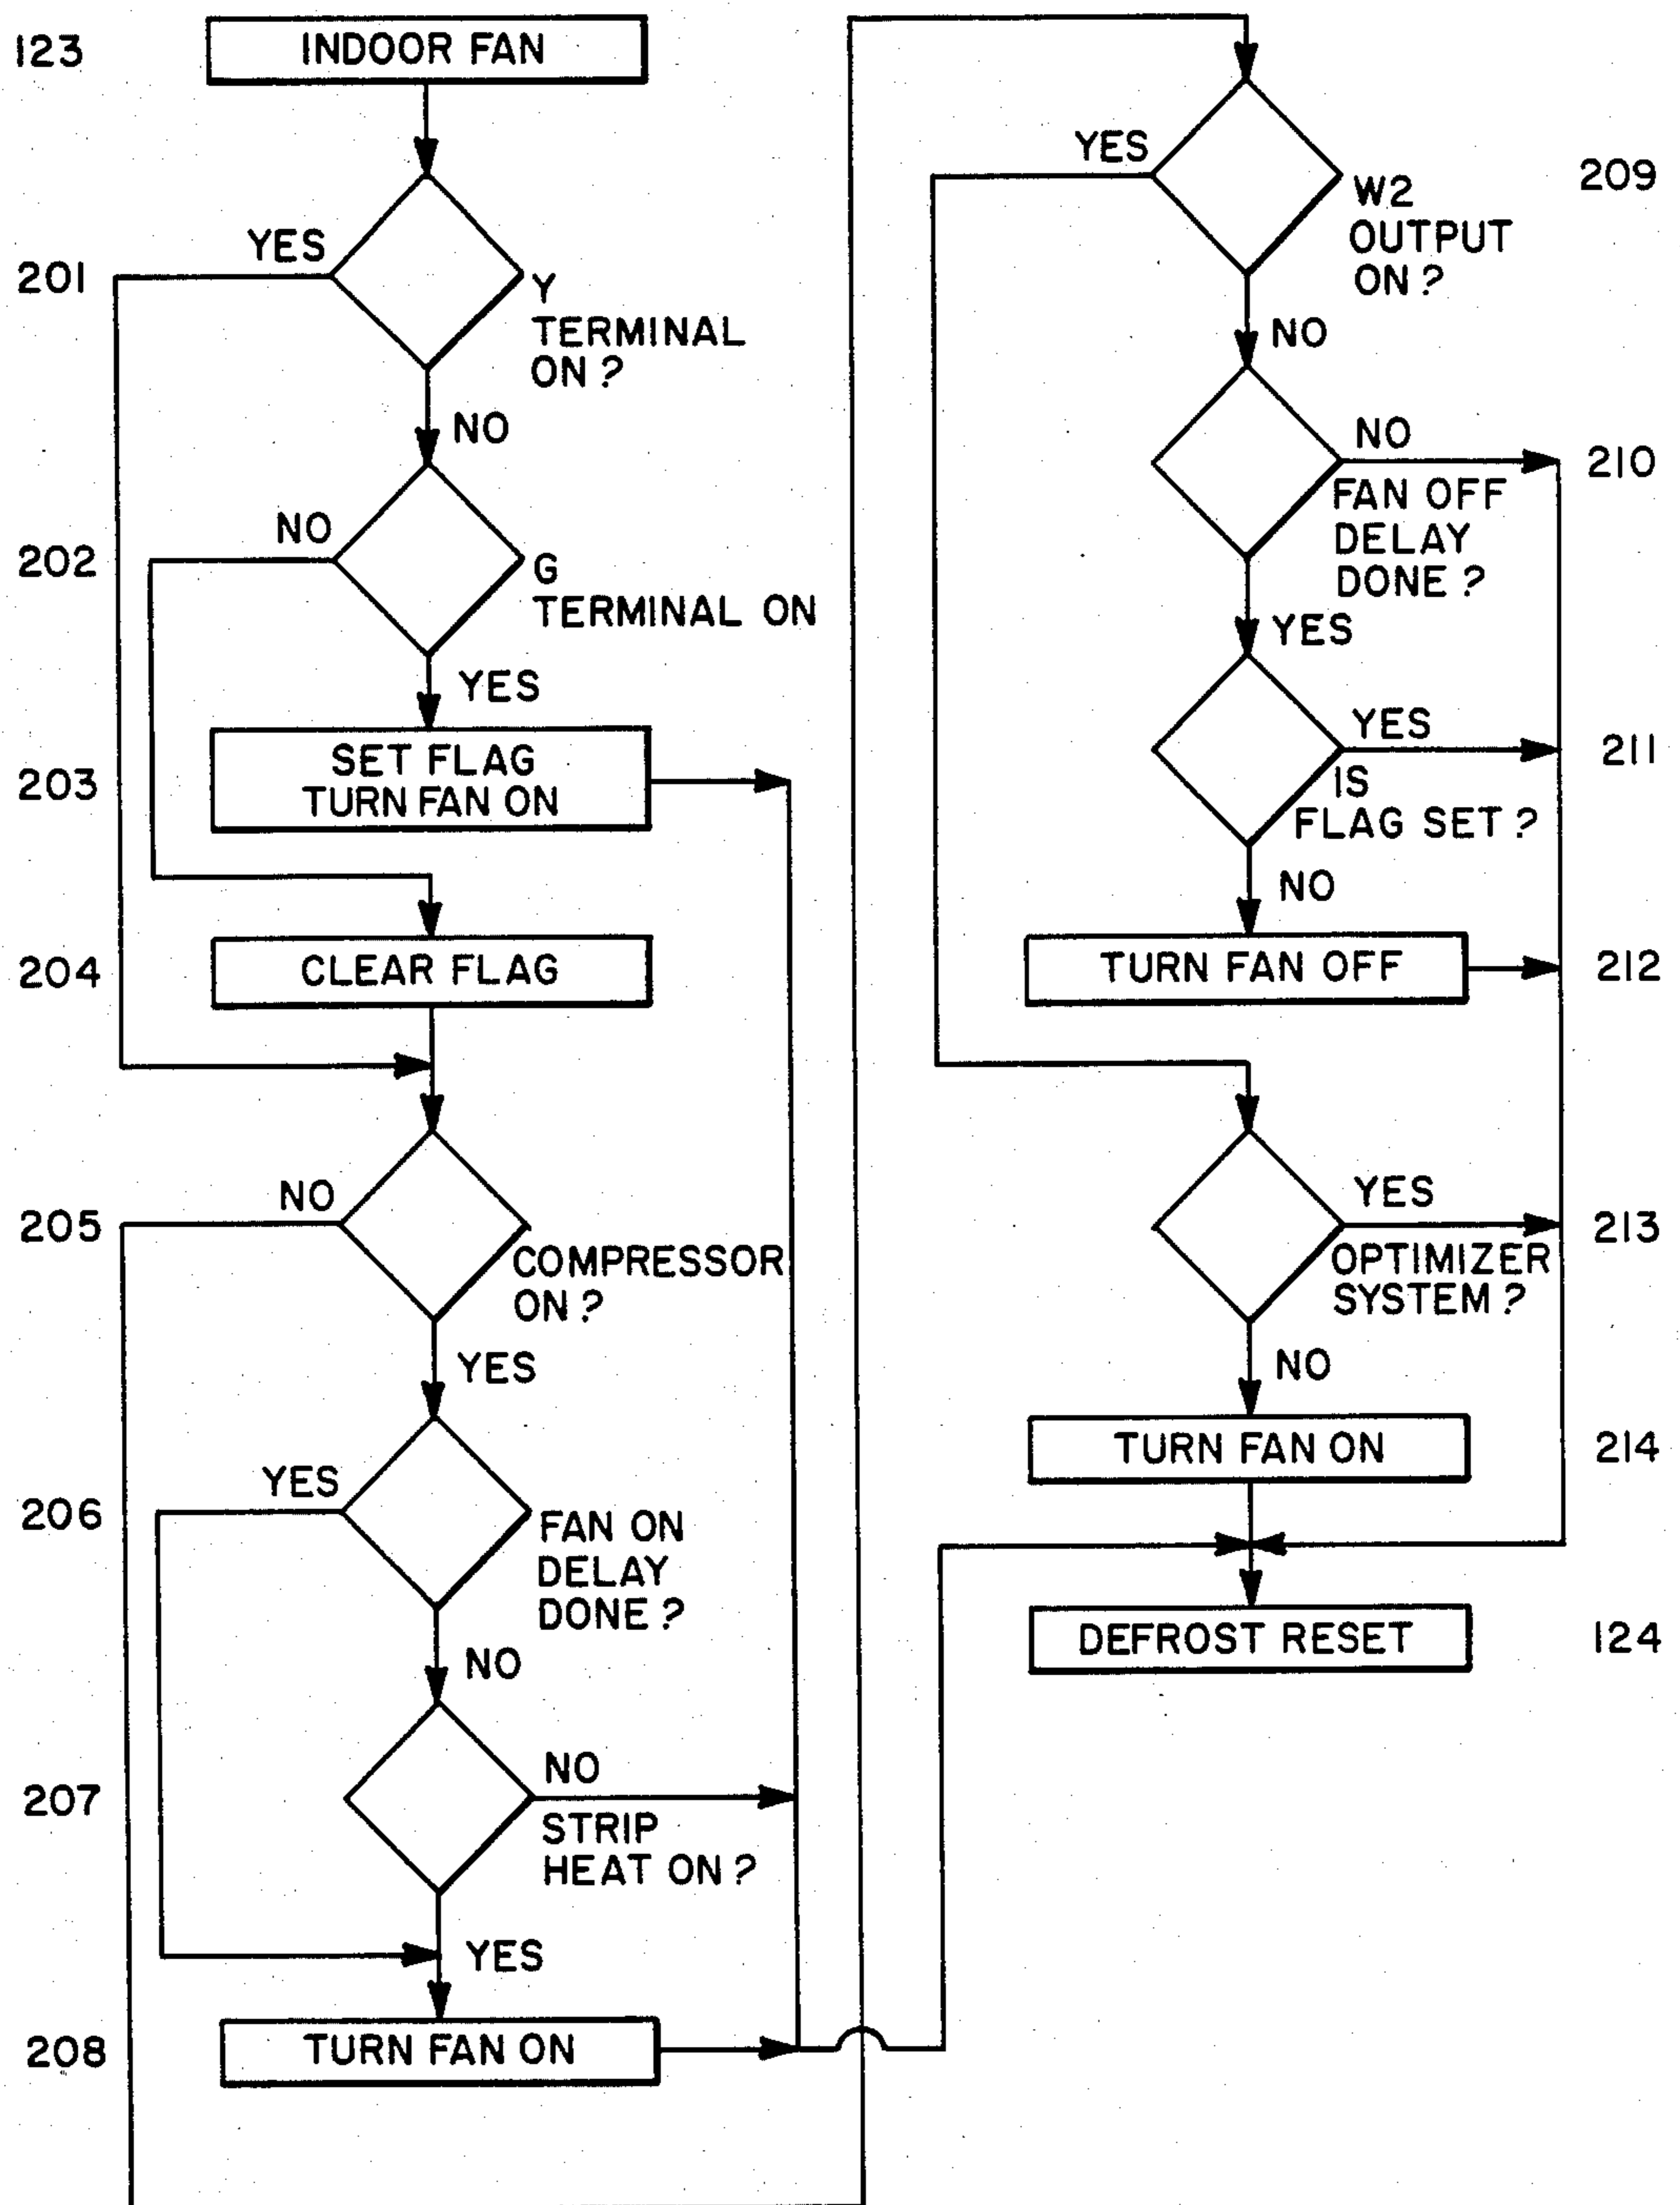 123
INDOOR FAN
201
YES
Y
TERMINAL
ON ?
NO
202
NO
G
TERMINAL ON
YES
203
SET FLAG
TURN FAN ON
204
CLEAR FLAG
205
NO
COMPRESSOR
ON ?
YES
206
YES
FAN ON
DELAY
DONE ?
NO
207
NO
STRIP
HEAT ON ?
YES
208
TURN FAN ON
YES
209
W2
OUTPUT
ON ?
NO
NO
210
FAN OFF
DELAY
DONE ?
YES
YES
211
IS
FLAG SET ?
NO
TURN FAN OFF
212
YES
213
OPTIMIZER
SYSTEM ?
NO
TURN FAN ON
214
DEFROST RESET
124